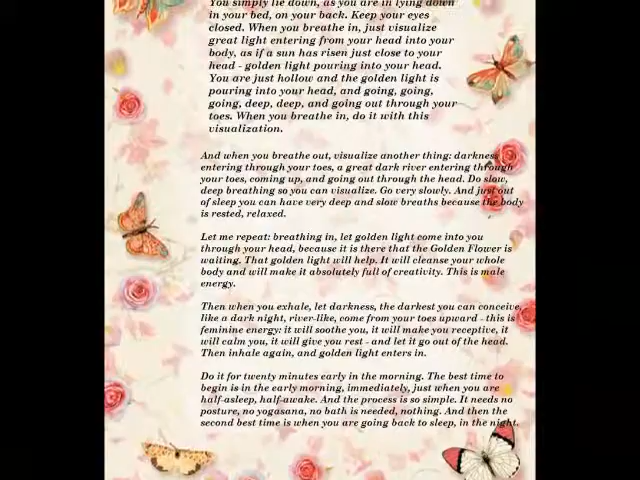 You simply lie down, as you are in lying down
in your bed, on your back. Keep your eyes
closed. When you breathe in, just visualize
great light entering from your head into your
body, as if a sun has risen just close to your
head - golden light pouring into your head.
You are just hollow and the golden light is
pouring into your head, and going, going,
going, deep, deep, and going out through your
toes. When you breathe in, do it with this
visualization.
And when you breathe out, visualize another thing: darkness
entering through your toes, a great dark river entering through
your toes, coming up, and going out through the head. Do slow,
deep breathing so you can visualize. Go very slowly. And just out
of sleep you can have very deep and slow breaths because the body
is rested, relaxed.
Let me repeat: breathing in, let golden light come into you
through your head, because it is there that the Golden Flower is
waiting. That golden light will help. It will cleanse your whole
body and will make it absolutely full of creativity. This is male
energy.
Then when you exhale, let darkness, the darkest you can conceive,
like a dark night, river-like, come from your toes upward - this is
feminine energy: it will soothe you, it will make you receptive, it
will calm you, it will give you rest - and let it go out of the head.
Then inhale again, and golden light enters in.
Do it for twenty minutes early in the morning. The best time to
begin is in the early morning, immediately, just when you are
half-asleep, half-awake. And the process is so simple. It needs no
posture, no yogasana, no bath is needed, nothing. And then the
second best time is when you are going back to sleep, in the night.